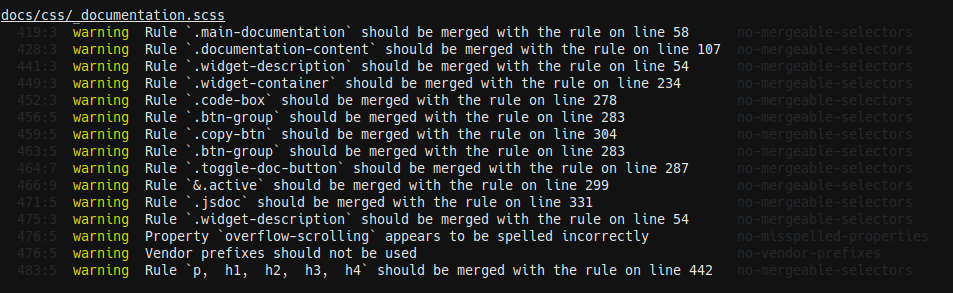 docs/css/_documentation.scss
419:3 warning Rule `.main-documentation` should be merged with the rule on line 58 no-mergeable-selectors
428:3 warning Rule `.documentation-content` should be merged with the rule on line 107 no-mergeable-selectors
441:3 warning Rule `.widget-description` should be merged with the rule on line 54 no-mergeable-selectors
449:3 warning Rule `.widget-container` should be merged with the rule on line 234 no-mergeable-selectors
452:3 warning Rule `.code-box` should be merged with the rule on line 278 no-mergeable-selectors
456:5 warning Rule `.btn-group` should be merged with the rule on line 283 no-mergeable-selectors
459:5 warning Rule `.copy-btn` should be merged with the rule on line 304 no-mergeable-selectors
463:5 warning Rule `.btn-group` should be merged with the rule on line 283 no-mergeable-selectors
464:7 warning Rule `.toggle-doc-button` should be merged with the rule on line 287 no-mergeable-selectors
466:9 warning Rule `&.active` should be merged with the rule on line 299 no-mergeable-selectors
471:5 warning Rule `.jsdoc` should be merged with the rule on line 331 no-mergeable-selectors
475:3 warning Rule `.widget-description` should be merged with the rule on line 54 no-mergeable-selectors
476:5 warning Property `overflow-scrolling` appears to be spelled incorrectly no-misspelled-properties
476:5 warning Vendor prefixes should not be used no-vendor-prefixes
483:5 warning Rule `p, h1, h2, h3, h4` should be merged with the rule on line 442 no-mergeable-selectors